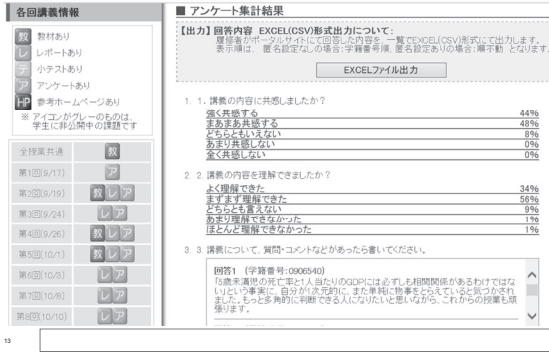 各回講義情報
教 教材あり
レ レポートあり
テ 小テストあり
ア アンケートあり
HP 参考ホームページあり
※ アイコンがグレーのものは、
学生に非公開中の課題です
全授業共通 教
第1回(9/17) ア
第2回(9/19) 教 レ ア
第3回(9/24) レ ア
第4回(9/26) 教 レ ア
第5回(10/1) 教 レ ア
第6回(10/3) レ ア
第7回(10/8) レ ア
第8回(10/10) レ ア
■ アンケート集計結果
【出力】回答内容 EXCEL(CSV)形式出力について:
履修者がポータルサイトにて回答した内容を 一覧でEXCEL(CSV)形式にて出力します。
表示順は、匿名設定なしの場合:学籍番号順、匿名設定ありの場合:順不動 となります。
EXCELファイル出力
1. 1. 講義の内容に共感しましたか?
強く共感する 44%
まあまあ共感する 48%
どちらともいえない 8%
あまり共感しない 0%
全く共感しない 0%
2. 2. 講義の内容を理解できましたか?
よく理解できた 34%
まずまず理解できた 56%
どちらとも言えない 9%
あまり理解できなかった 1%
ほとんど理解できなかった 1%
3. 3. 講義について、質問・コメントなどがあったら書いてください。
回答1 (学籍番号:0906540)
「5歳未満児の死亡率と1人当たりのGDPには必ずしも相関関係があるわけではな
い」という事実に、自分が1次元的に、また単純に物事をとらえていると気づかされ
ました。もっと多角的に判断できる人になりたいと思いながら、これからの授業も頑
張ります。
13